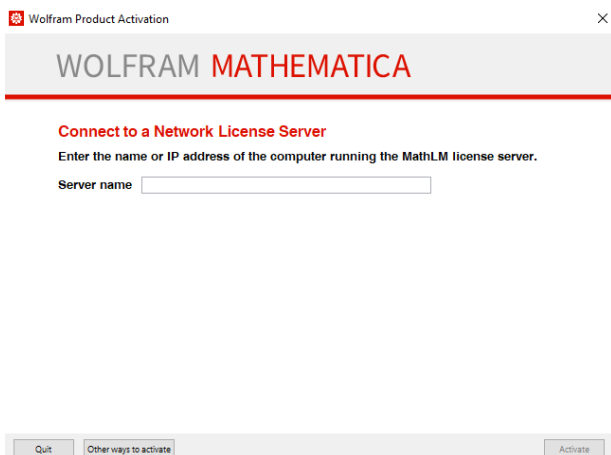 Wolfram Product Activation
WOLFRAM MATHEMATICA
Connect to a Network License Server
Enter the name or IP address of the computer running the MathLM license server.
Server name
Quit Other ways to activate Activate